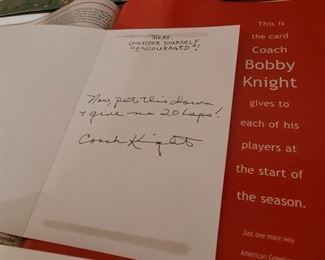 THERE,
CONSIDER YOURSELF
"ENCOURAGED"!
Now, put this down
+ give me 20 laps!
Coach Knight
This is
the card
Coach
Bobby
Knight
gives to
each of his
players at
the start of
the season.
Just one more way
American Greetings